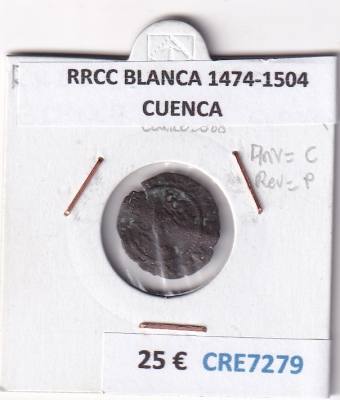 RRCC BLANCA 1474-1504
CUENCA
Anv= C
Rev= P
25 € CRE7279